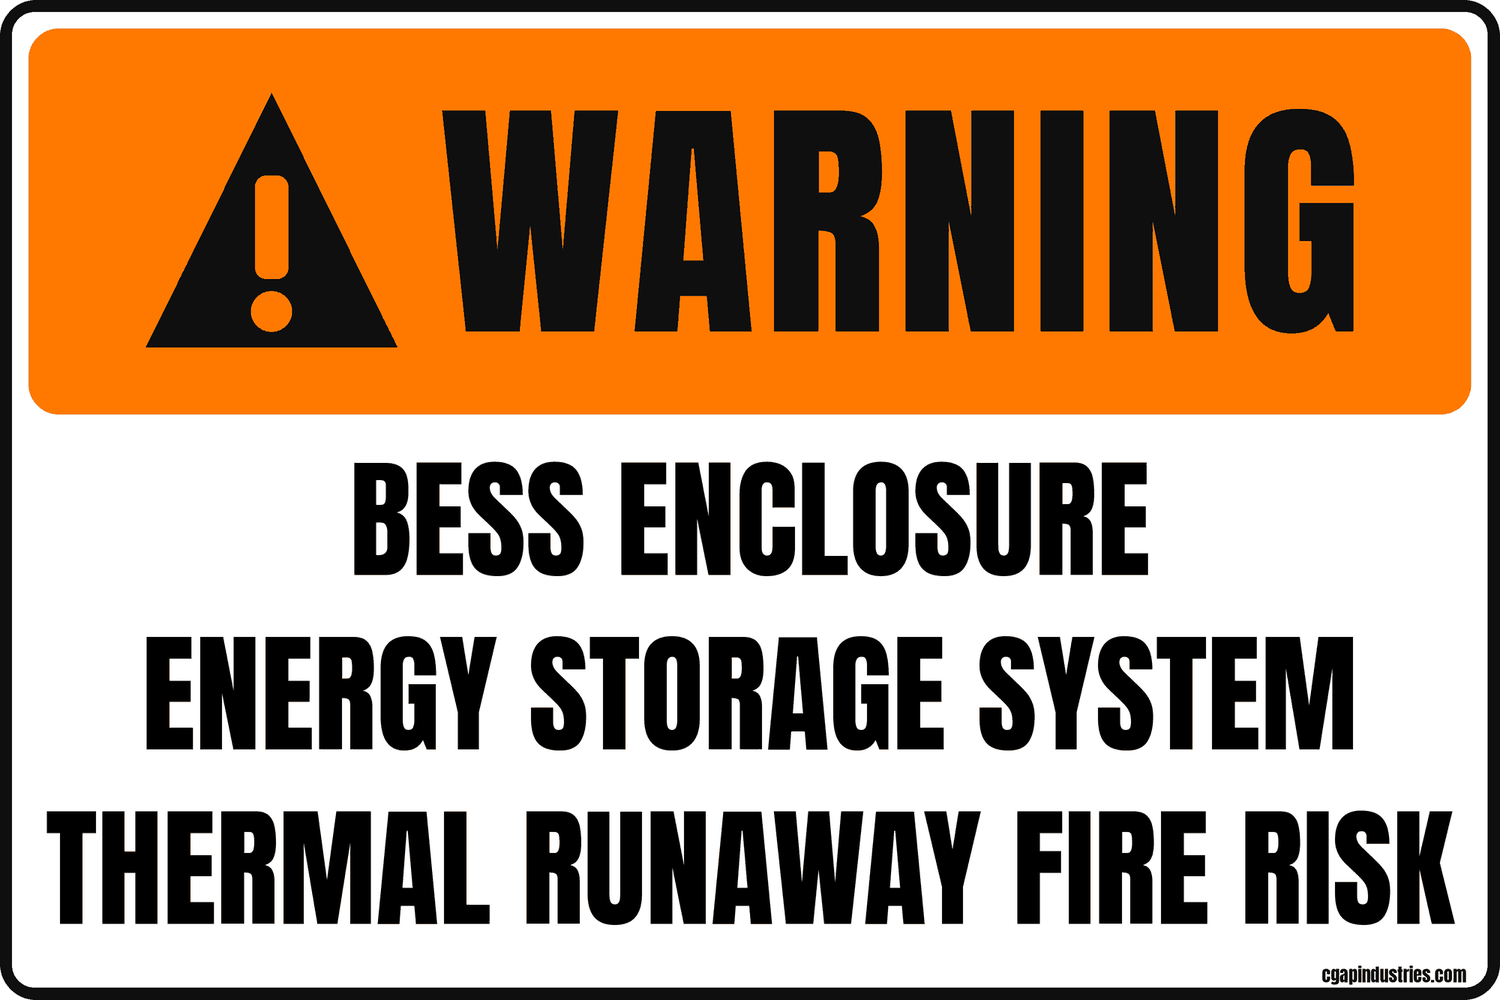 WARNING
BESS ENCLOSURE
ENERGY STORAGE SYSTEM
THERMAL RUNAWAY FIRE RISK
cgapindustries.com